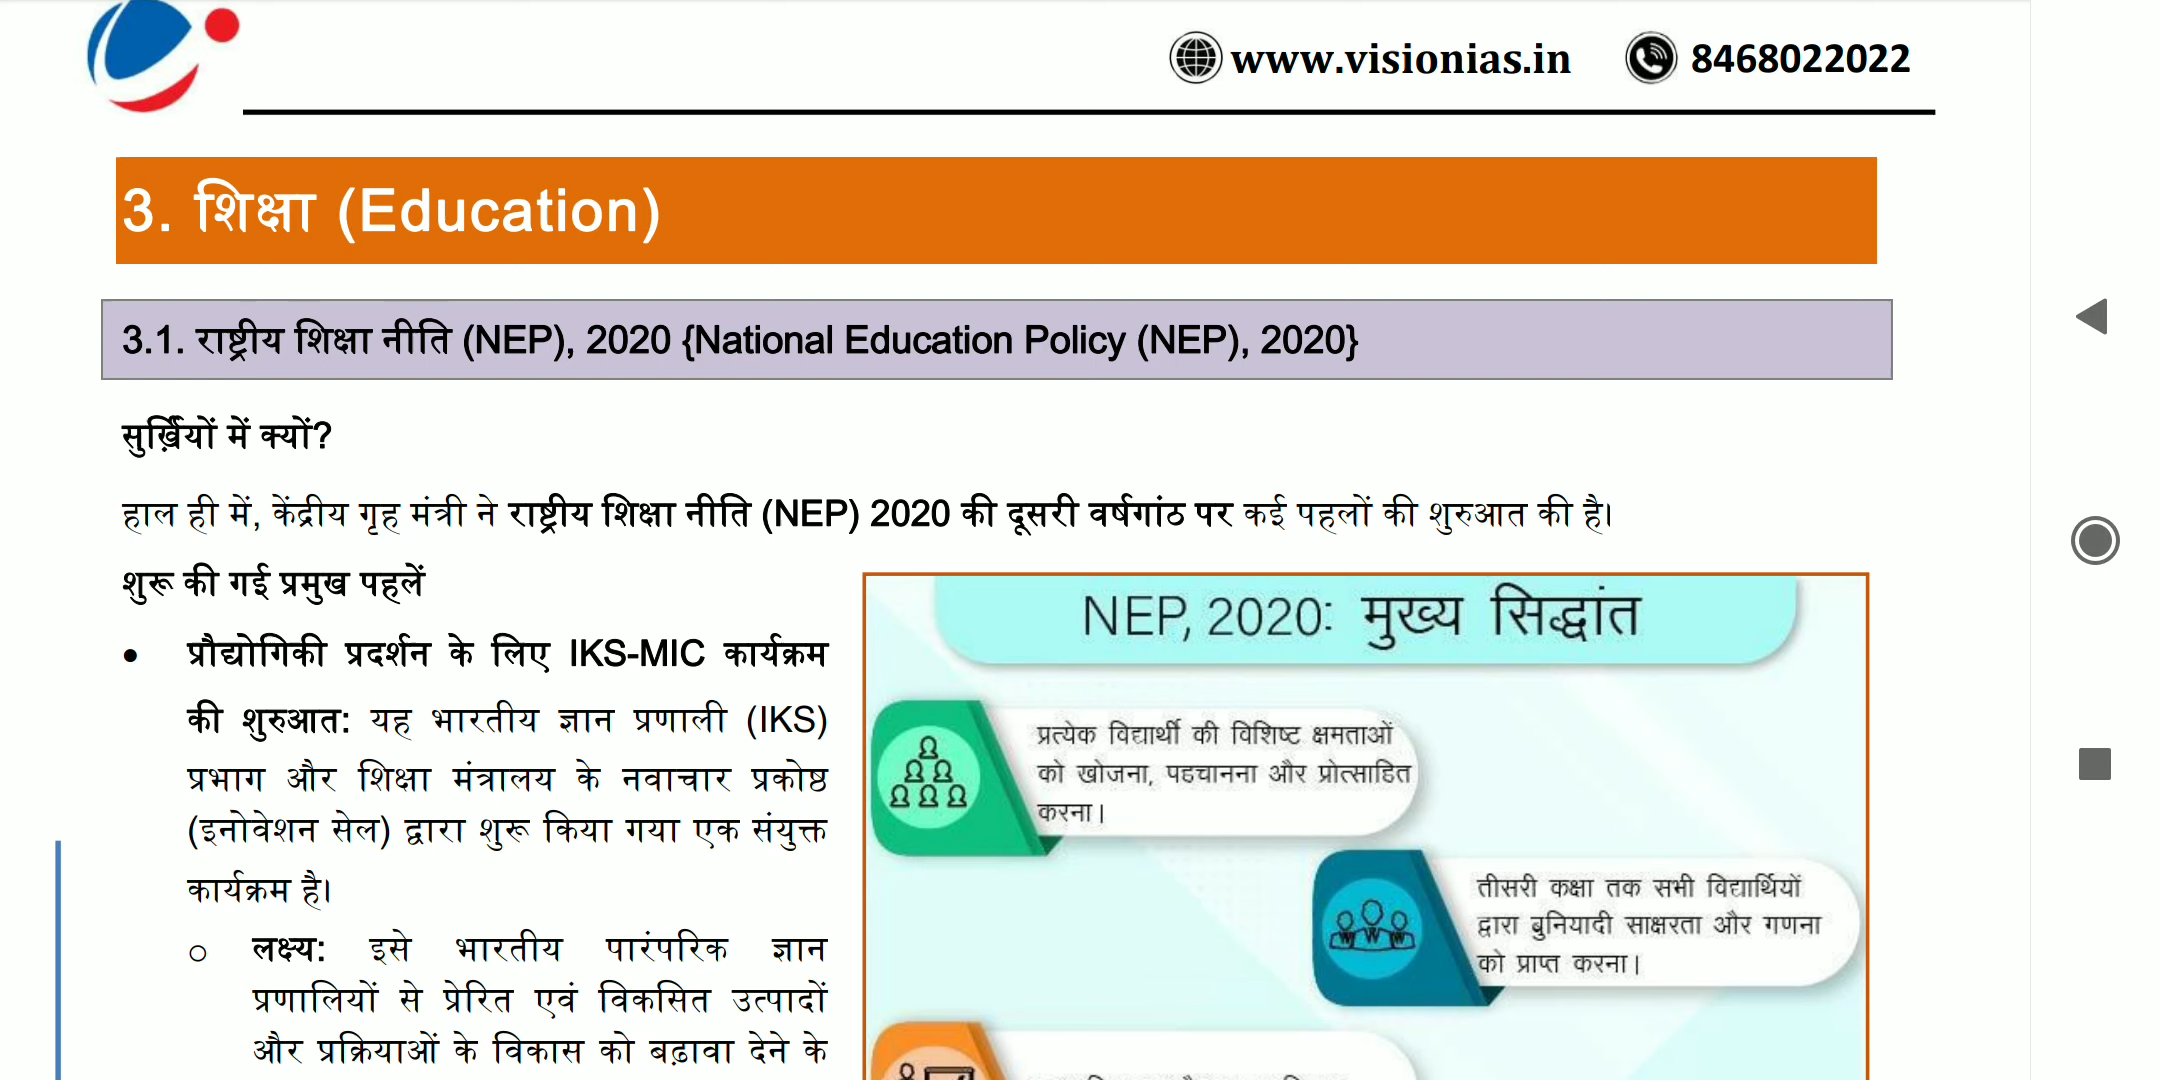 www.visionias.in 8468022022
3. शिक्षा (Education)
3.1. राष्ट्रीय शिक्षा नीति (NEP), 2020 {National Education Policy (NEP), 2020}
सुर्ख़ियों में क्यों?
हाल ही में, केंद्रीय गृह मंत्री ने राष्ट्रीय शिक्षा नीति (NEP) 2020 की दूसरी वर्षगांठ पर कई पहलों की शुरुआत की है।
शुरू की गई प्रमुख पहलें
• प्रौद्योगिकी प्रदर्शन के लिए IKS-MIC कार्यक्रम
की शुरुआत: यह भारतीय ज्ञान प्रणाली (IKS)
प्रभाग और शिक्षा मंत्रालय के नवाचार प्रकोष्ठ
(इनोवेशन सेल) द्वारा शुरू किया गया एक संयुक्त
कार्यक्रम है।
o लक्ष्य: इसे भारतीय पारंपरिक ज्ञान
प्रणालियों से प्रेरित एवं विकसित उत्पादों
और प्रक्रियाओं के विकास को बढ़ावा देने के
NEP, 2020: मुख्य सिद्धांत
प्रत्येक विद्यार्थी की विशिष्ट क्षमताओं
को खोजना, पहचानना और प्रोत्साहित
करना।
तीसरी कक्षा तक सभी विद्यार्थियों
द्वारा बुनियादी साक्षरता और गणना
को प्राप्त करना।